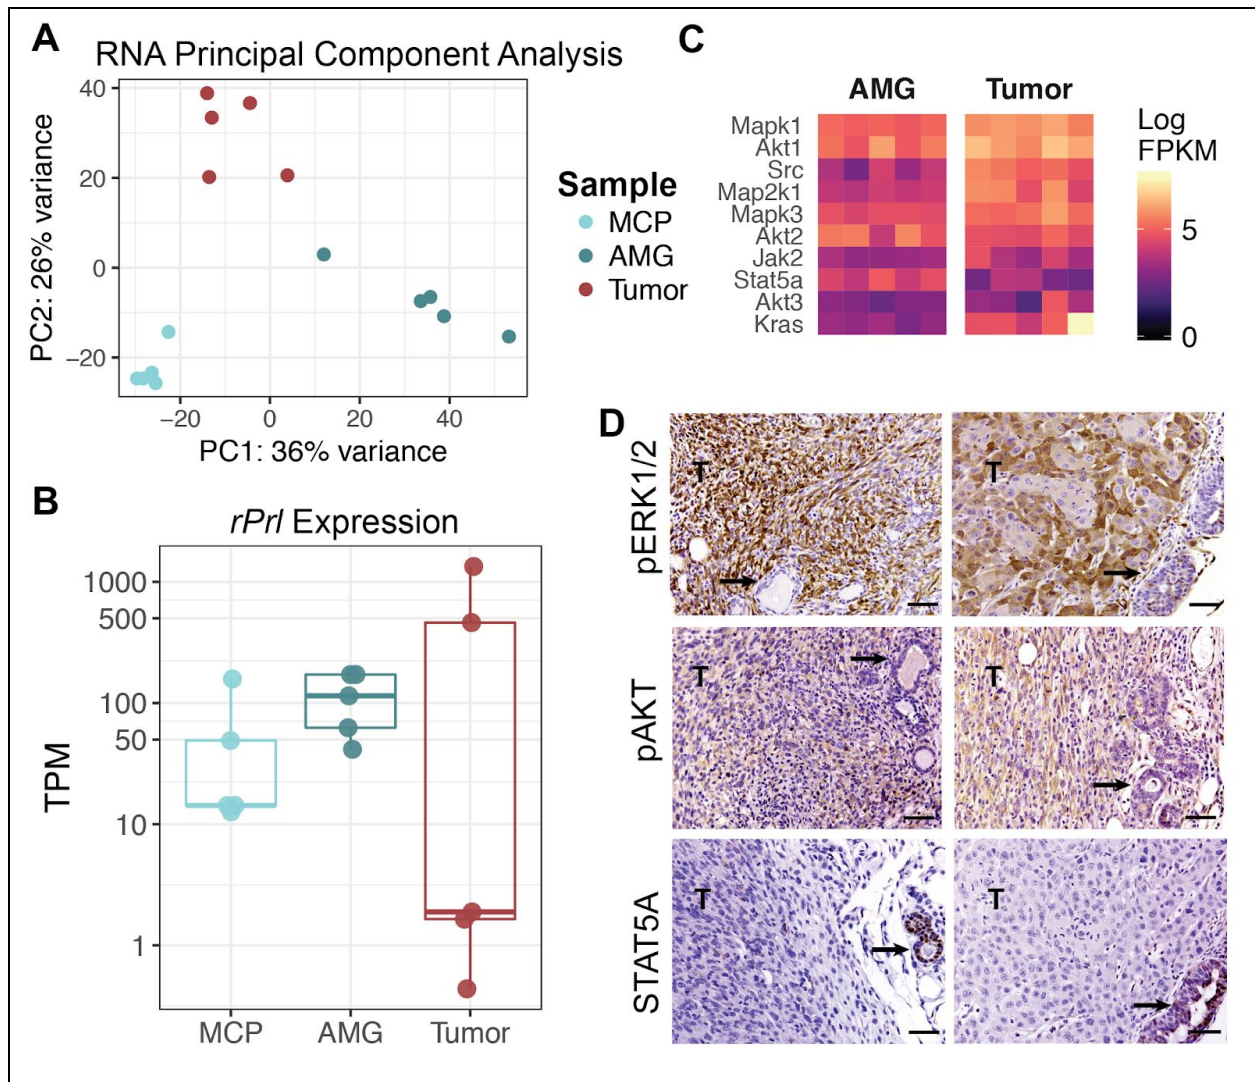 A
RNA Principal Component Analysis
PC2: 26% variance
40
20
0
−20
−20 0 20 40
PC1: 36% variance
Sample
MCP
AMG
Tumor
B
rPrl Expression
TPM
1000
500
100
50
10
1
MCP AMG Tumor
C
AMG Tumor
Mapk1
Akt1
Src
Map2k1
Mapk3
Akt2
Jak2
Stat5a
Akt3
Kras
Log
FPKM
5
0
D
pERK1/2
T
T
pAKT
T
T
STAT5A
T
T